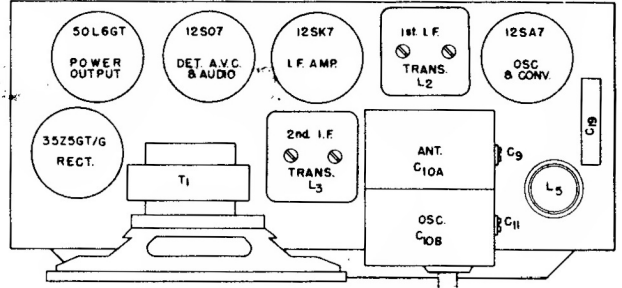 50L6GT
POWER
OUTPUT
12SO7
DET. A.V.C.
& AUDIO
12SK7
I.F. AMP.
1st. I.F.
TRANS.
L2
12SA7
OSC
& CONV.
C19
35Z5GT/G
RECT.
T1
2nd. I.F.
TRANS.
L3
ANT.
C10A
C9
L5
OSC.
C10B
C11